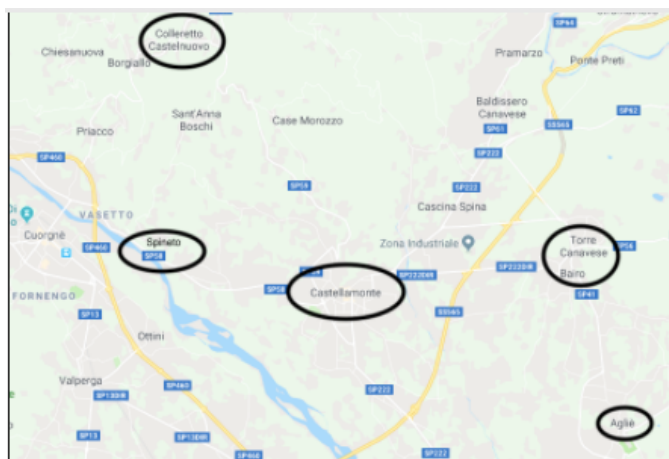 Colleretto
Castelnuovo
SP64
Chiesanuova
Borgiallo
Pramarzo
Ponte Preti
Sant'Anna
Boschi
Case Morozzo
Baldissero
Canavese
SP62
Priacco
SP61
SS565
SP460
SP222
SP59
SP222
VASETTO
Cascina Spina
Cuorgnè
SP460
Spineto
SP58
Zona Industriale
Torre
Canavese
SP56
SP222DIR
SP222DIR
Bairo
SP58
Castellamonte
SP41
FORNENGO
SP13
SS565
Ottini
Valperga
SP460
SP222
SP13DIR
Agliè
SP13
SP13DIR
SP460
SP222